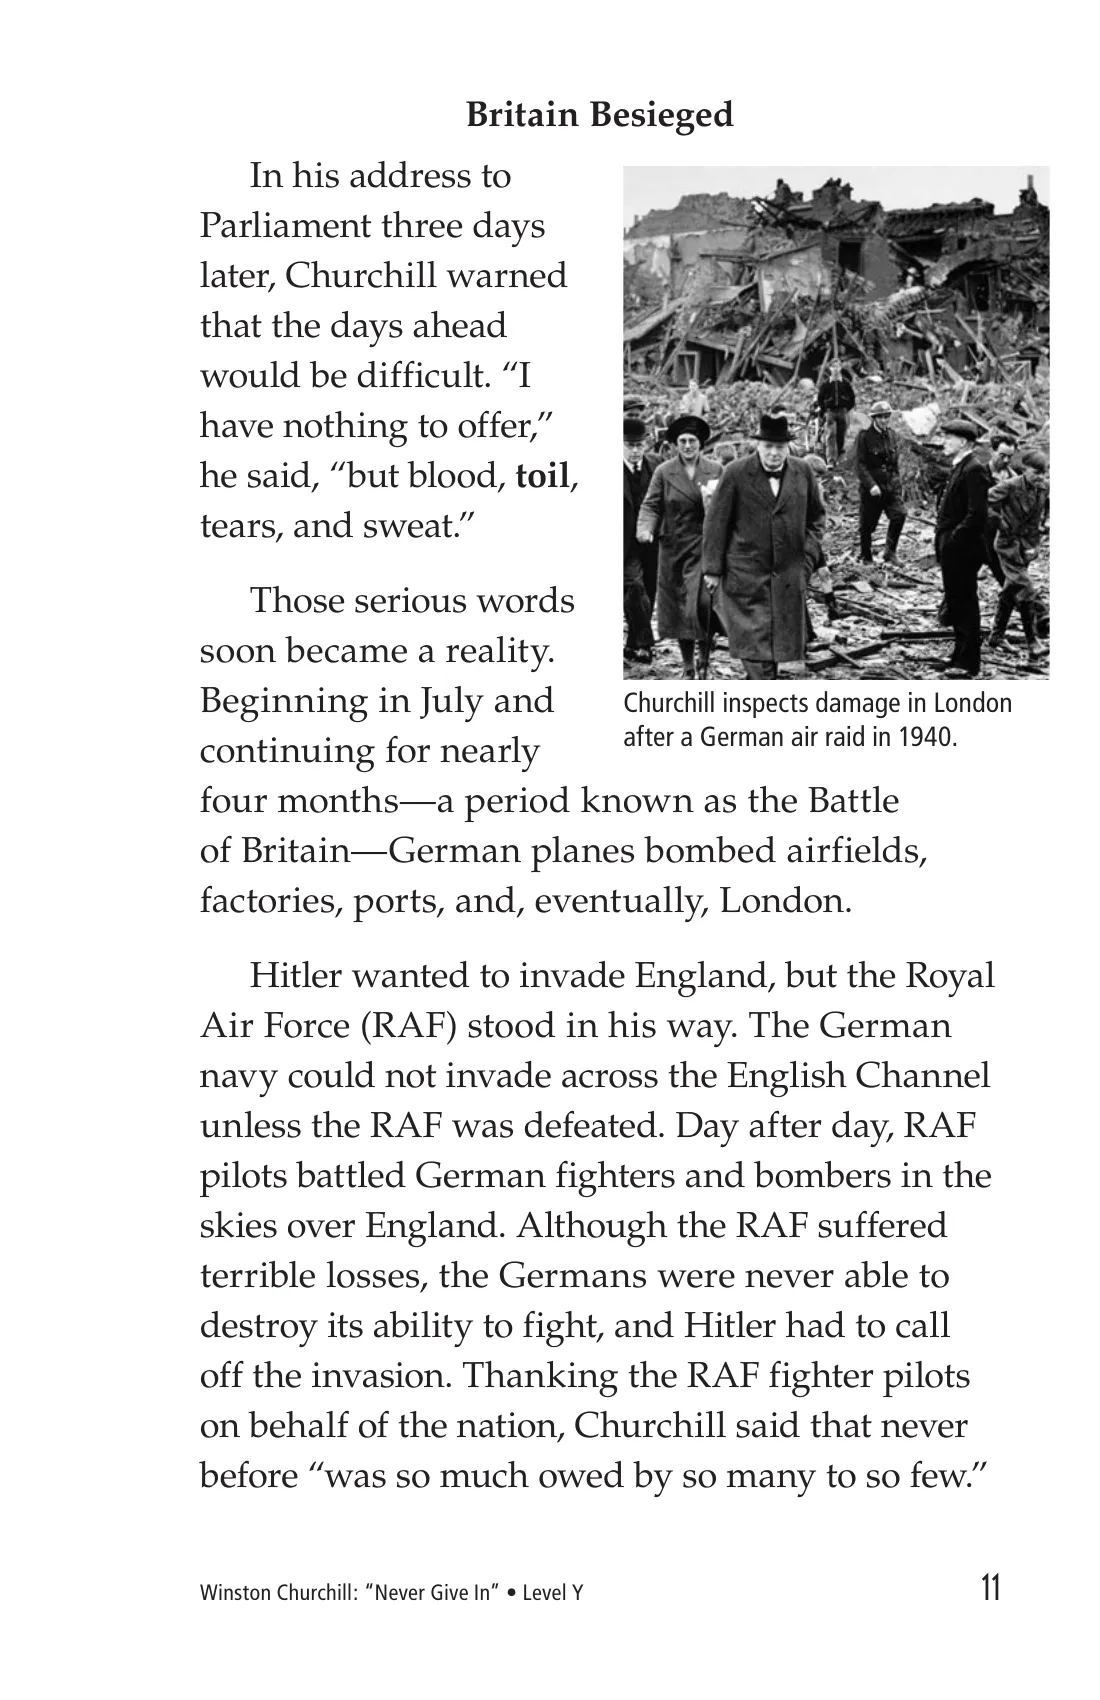 Britain Besieged
In his address to
Parliament three days
later, Churchill warned
that the days ahead
would be difficult. “I
have nothing to offer,”
he said, “but blood, toil,
tears, and sweat.”
Those serious words
soon became a reality.
Beginning in July and
continuing for nearly
four months—a period known as the Battle
of Britain—German planes bombed airfields,
factories, ports, and, eventually, London.
Churchill inspects damage in London
after a German air raid in 1940.
Hitler wanted to invade England, but the Royal
Air Force (RAF) stood in his way. The German
navy could not invade across the English Channel
unless the RAF was defeated. Day after day, RAF
pilots battled German fighters and bombers in the
skies over England. Although the RAF suffered
terrible losses, the Germans were never able to
destroy its ability to fight, and Hitler had to call
off the invasion. Thanking the RAF fighter pilots
on behalf of the nation, Churchill said that never
before “was so much owed by so many to so few.”
Winston Churchill: “Never Give In” • Level Y
11